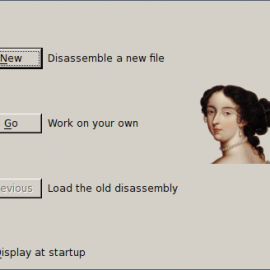 New Disassemble a new file
Go Work on your own
evious Load the old disassembly
isplay at startup